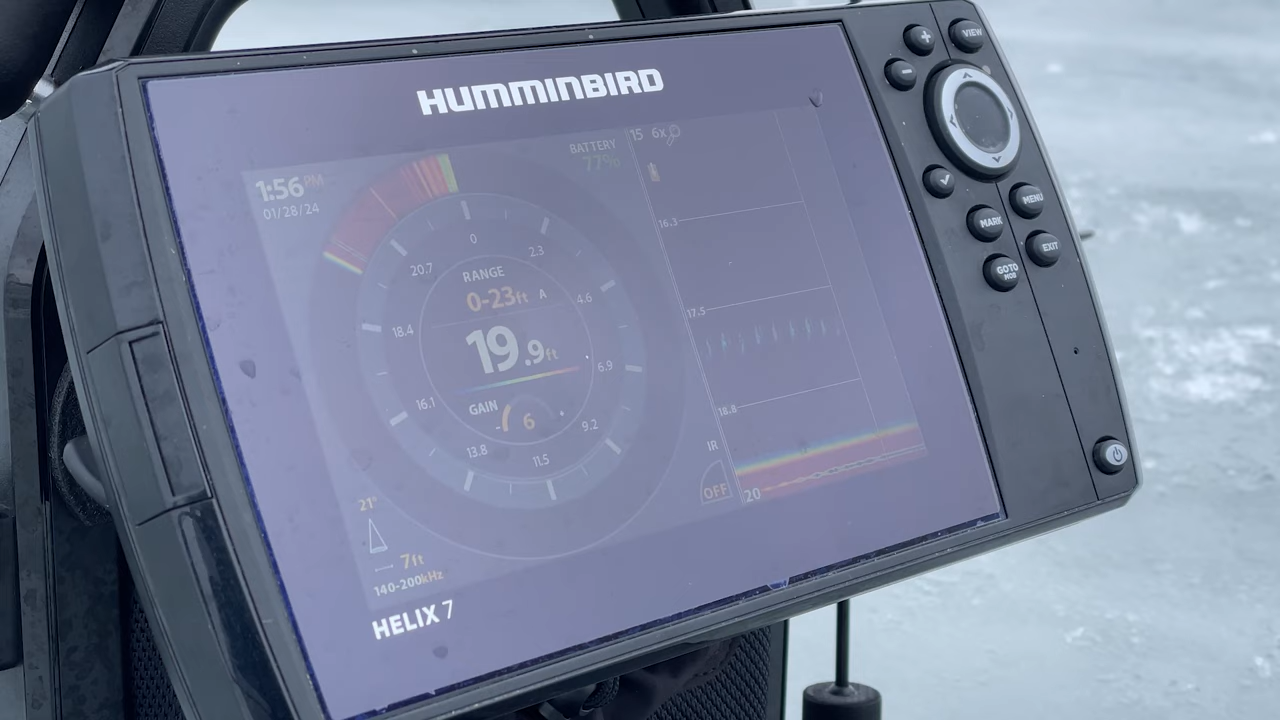 HUMMINBIRD
1:56PM
01/28/24
BATTERY
77%
15 6x
16.3
17.5
18.8
20
0
2.3
4.6
6.9
9.2
11.5
13.8
16.1
18.4
20.7
RANGE
0-23ft A
19.9ft
GAIN
6
IR
OFF
21°
7ft
140-200kHz
HELIX 7
+
-
VIEW
MENU
MARK
EXIT
GOTO
MOB